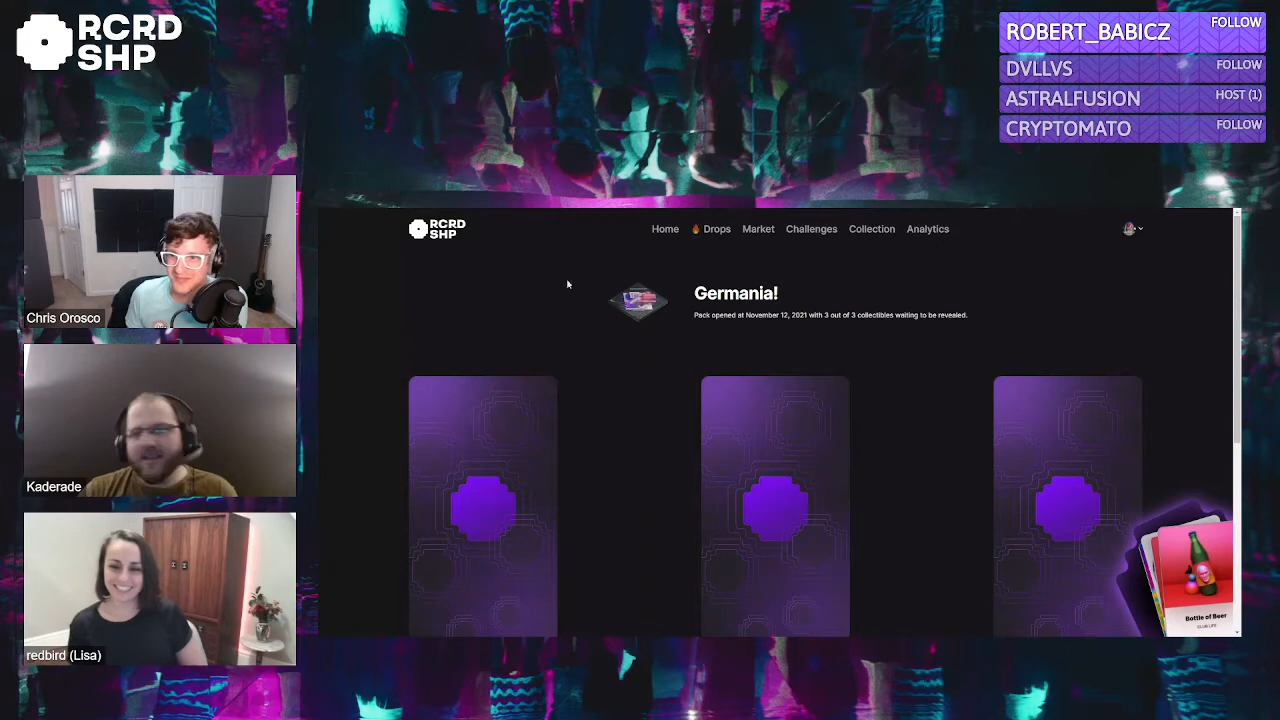 RCRD
SHP
ROBERT_BABICZ FOLLOW
DVLLVS FOLLOW
ASTRALFUSION HOST (1)
CRYPTOMATO FOLLOW
Chris Orosco
Kaderade
redbird (Lisa)
RCRD
SHP
Home Drops Market Challenges Collection Analytics
Germania!
Pack opened at November 12, 2021 with 3 out of 3 collectibles waiting to be revealed.
Bottle of Beer
CLUB LIFE